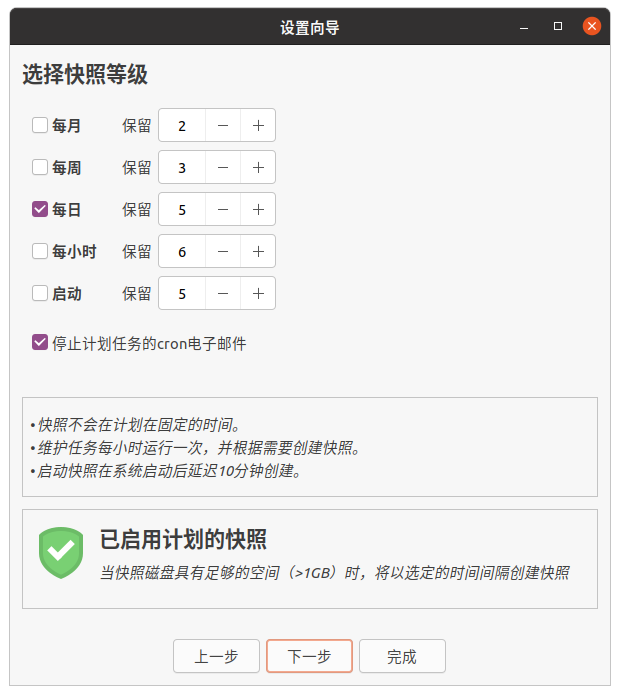 设置向导
选择快照等级
每月 保留 2
每周 保留 3
每日 保留 5
每小时 保留 6
启动 保留 5
停止计划任务的cron电子邮件
•快照不会在计划在固定的时间。
•维护任务每小时运行一次，并根据需要创建快照。
•启动快照在系统启动后延迟10分钟创建。
已启用计划的快照
当快照磁盘具有足够的空间（>1GB）时，将以选定的时间间隔创建快照
上一步 下一步 完成